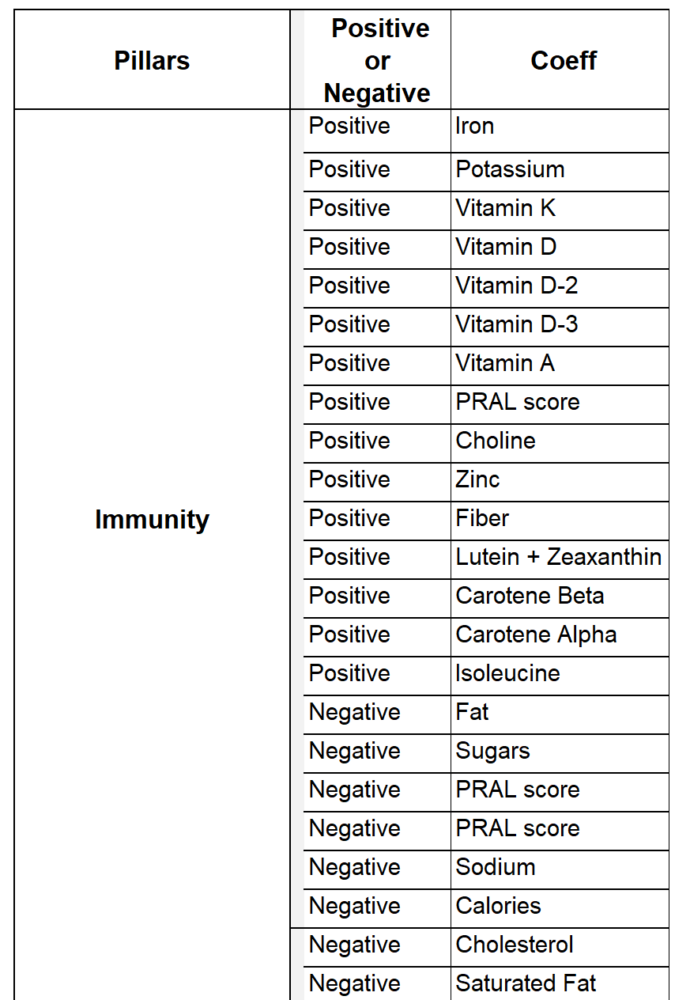 Pillars
Positive
or
Negative
Coeff
Immunity
Positive Iron
Positive Potassium
Positive Vitamin K
Positive Vitamin D
Positive Vitamin D-2
Positive Vitamin D-3
Positive Vitamin A
Positive PRAL score
Positive Choline
Positive Zinc
Positive Fiber
Positive Lutein + Zeaxanthin
Positive Carotene Beta
Positive Carotene Alpha
Positive Isoleucine
Negative Fat
Negative Sugars
Negative PRAL score
Negative PRAL score
Negative Sodium
Negative Calories
Negative Cholesterol
Negative Saturated Fat